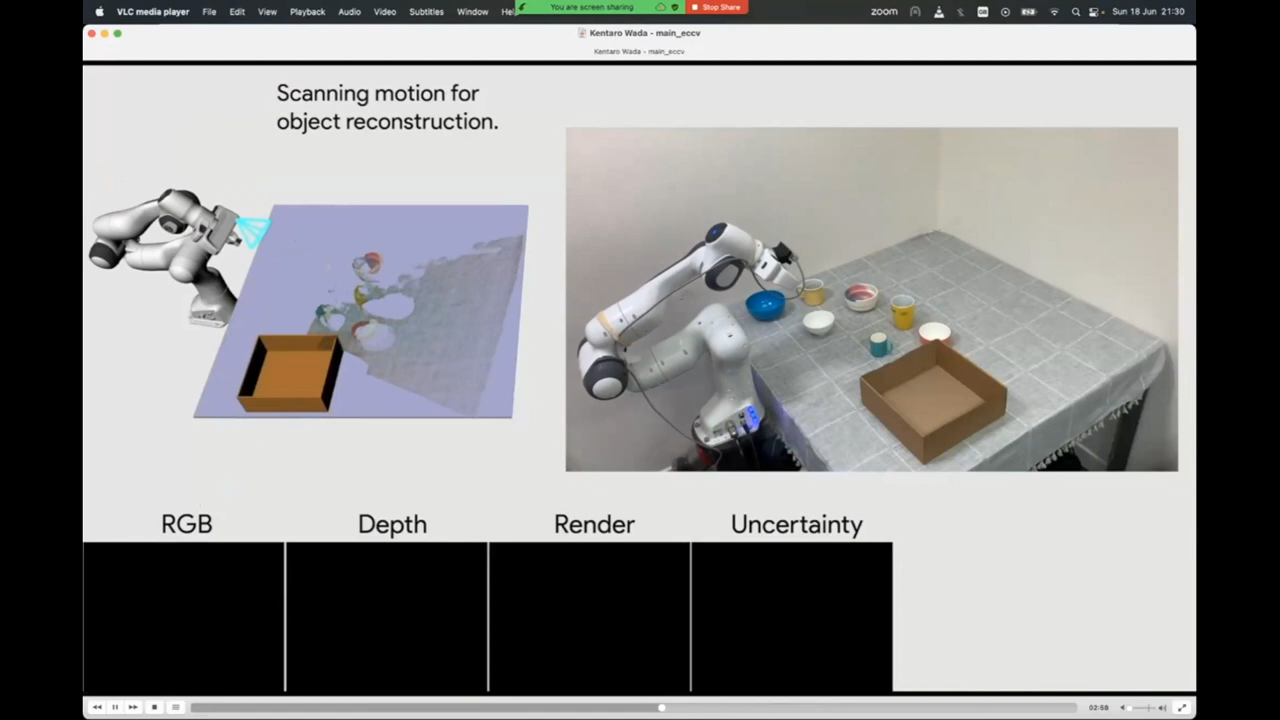 VLC media player File Edit View Playback Audio Video Subtitles Window Hel
You are screen sharing
Stop Share
zoom
Sun 18 Jun 21:30
Kentaro Wada - main_eccv
Kentaro Wada - main_eccv
Scanning motion for
object reconstruction.
RGB Depth Render Uncertainty
02:58